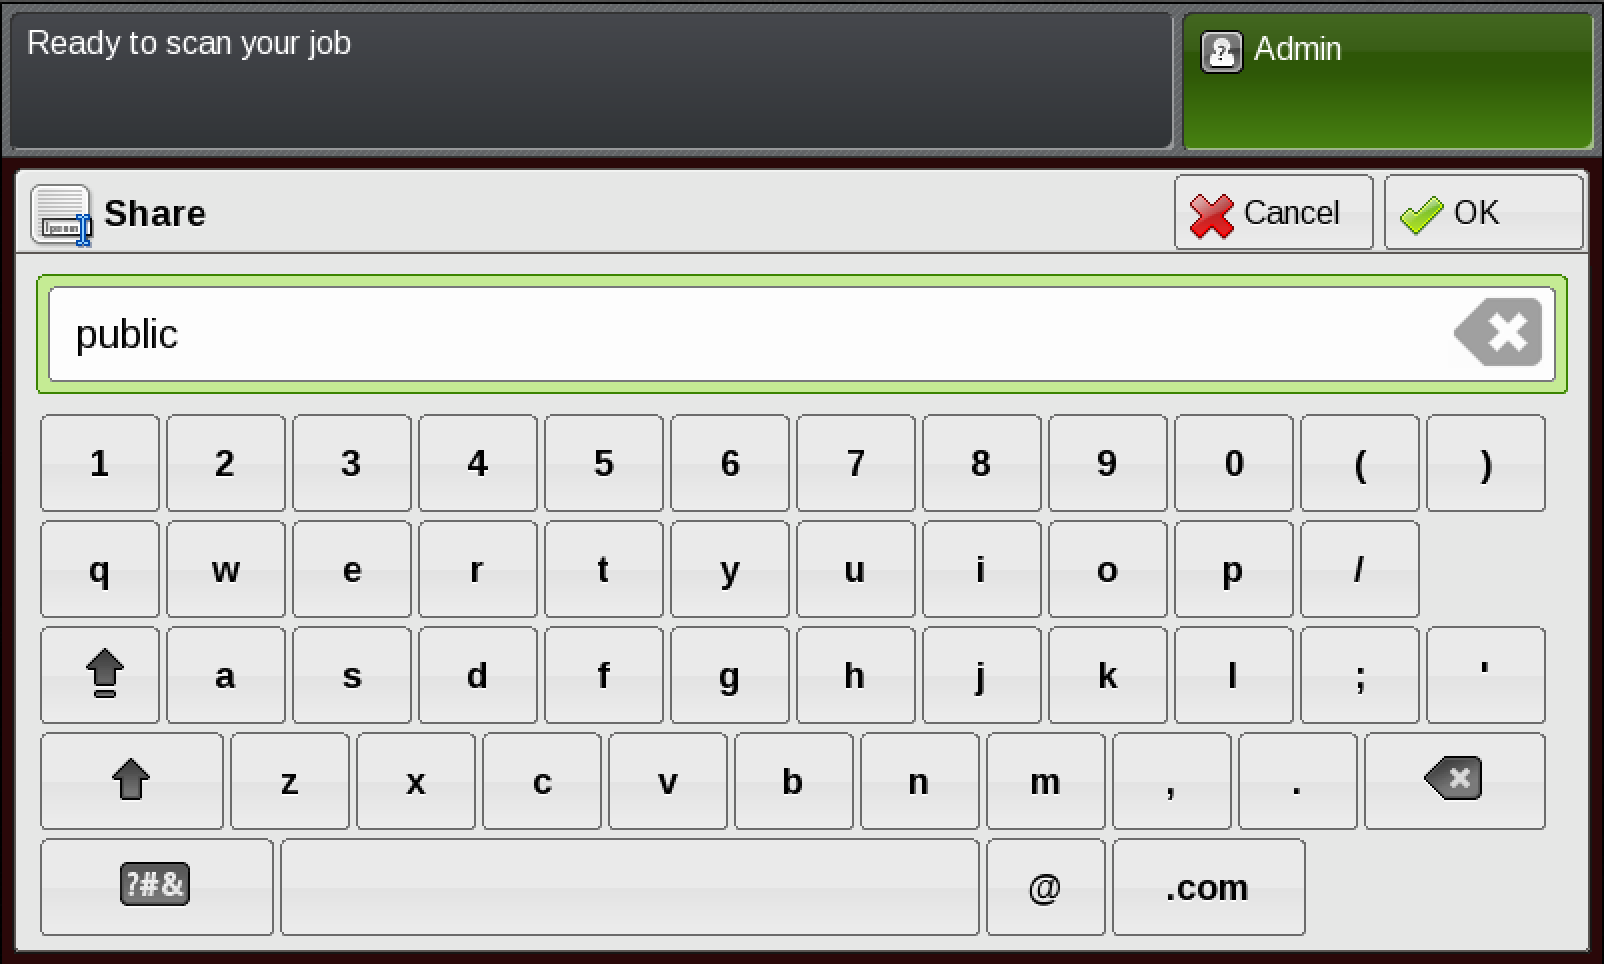 Ready to scan your job
Admin
Share
Cancel
OK
public
1 2 3 4 5 6 7 8 9 0 ( )
q w e r t y u i o p /
a s d f g h j k l ; '
z x c v b n m , .
?#& @ .com